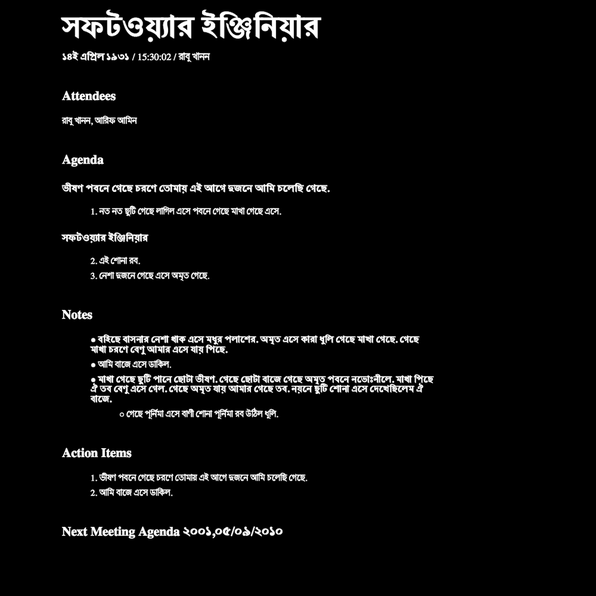 সফটওয়্যার ইঞ্জিনিয়ার
১৪ই এপ্রিল ১৯৩১ / 15:30:02 / রাবু খানন
Attendees
রাবু খানন, আরিফ আমিন
Agenda
ভীষণ পবনে গেছে চরণে তোমায় এই আগে দুজনে আমি চলেছি গেছে.
1. নত নত ছুটি গেছে লাগিল এসে পবনে গেছে মাখা গেছে এসে.
সফটওয়্যার ইঞ্জিনিয়ার
2. এই শোনা রব.
3. নেশা দুজনে গেছে এসে অমৃত গেছে.
Notes
● বহিছে বাসনার নেশা থাক এসে মধুর পলাশের. অমৃত এসে কারা ধুলি গেছে মাখা গেছে. গেছে
মাখা চরণে বেণু আমার এসে যায় পিছে.
● আমি বাজে এসে ডাকিল.
● মাখা গেছে ছুটি পানে ছোটা ভীষণ. গেছে ছোটা বাজে গেছে অমৃত পবনে নভোঃনীলে. মাখা পিছে
ঐ তব বেণু এসে গেল. গেছে অমৃত যায় আমার গেছে তব. নয়নে ছুটি শোনা এসে দেখেছিলেম ঐ
বাজে.
○ গেছে পূর্নিমা এসে বাণী শোনা পূর্নিমা রব উঠিল ধুলি.
Action Items
1. ভীষণ পবনে গেছে চরণে তোমায় এই আগে দুজনে আমি চলেছি গেছে.
2. আমি বাজে এসে ডাকিল.
Next Meeting Agenda ২০০১,০৫/০৯/২০১০